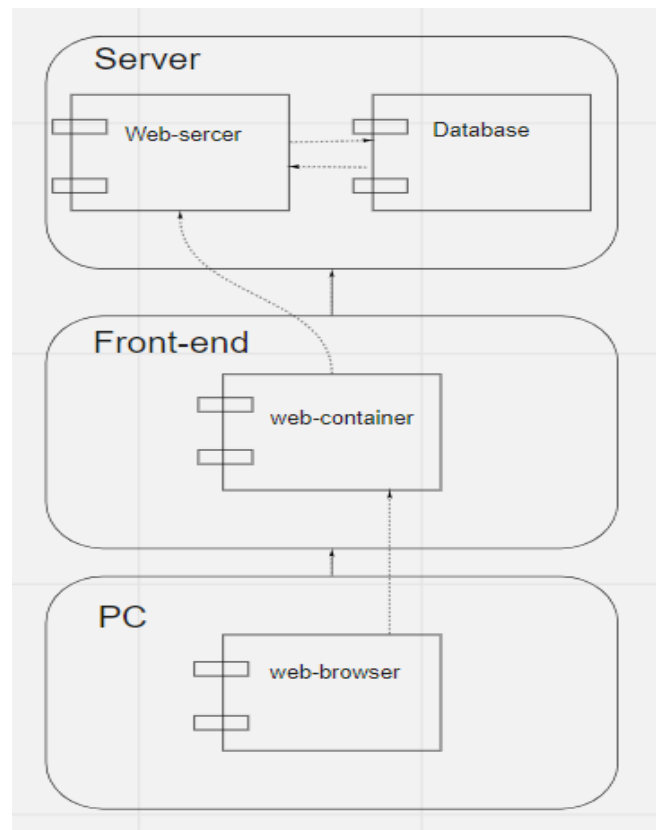 Server
Web-sercer
Database
Front-end
web-container
PC
web-browser